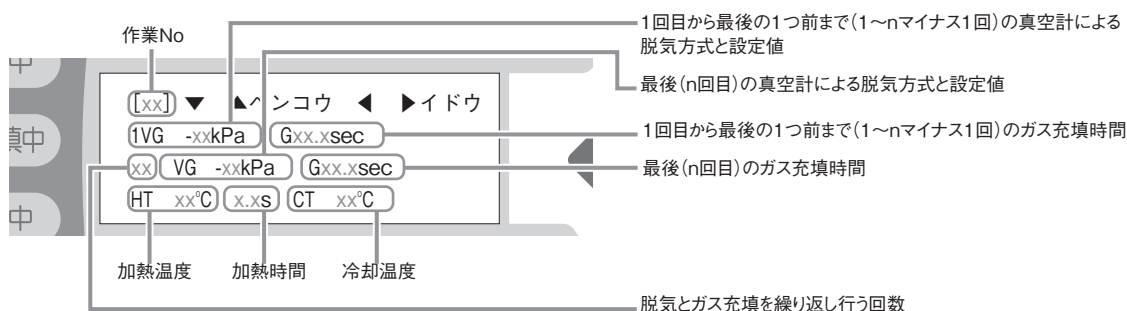 作業No
1回目から最後の1つ前まで(1〜nマイナス1回)の真空計による
脱気方式と設定値
最後(n回目)の真空計による脱気方式と設定値
1回目から最後の1つ前まで(1〜nマイナス1回)のガス充填時間
最後(n回目)のガス充填時間
中
填中
中
[xx] ▼ ▲ヘンコウ ◀ ▶イドウ
1VG -xxkPa Gxx.xsec
xx VG -xxkPa Gxx.xsec
HT xx℃ x.xs CT xx℃
加熱温度 加熱時間 冷却温度
脱気とガス充填を繰り返し行う回数